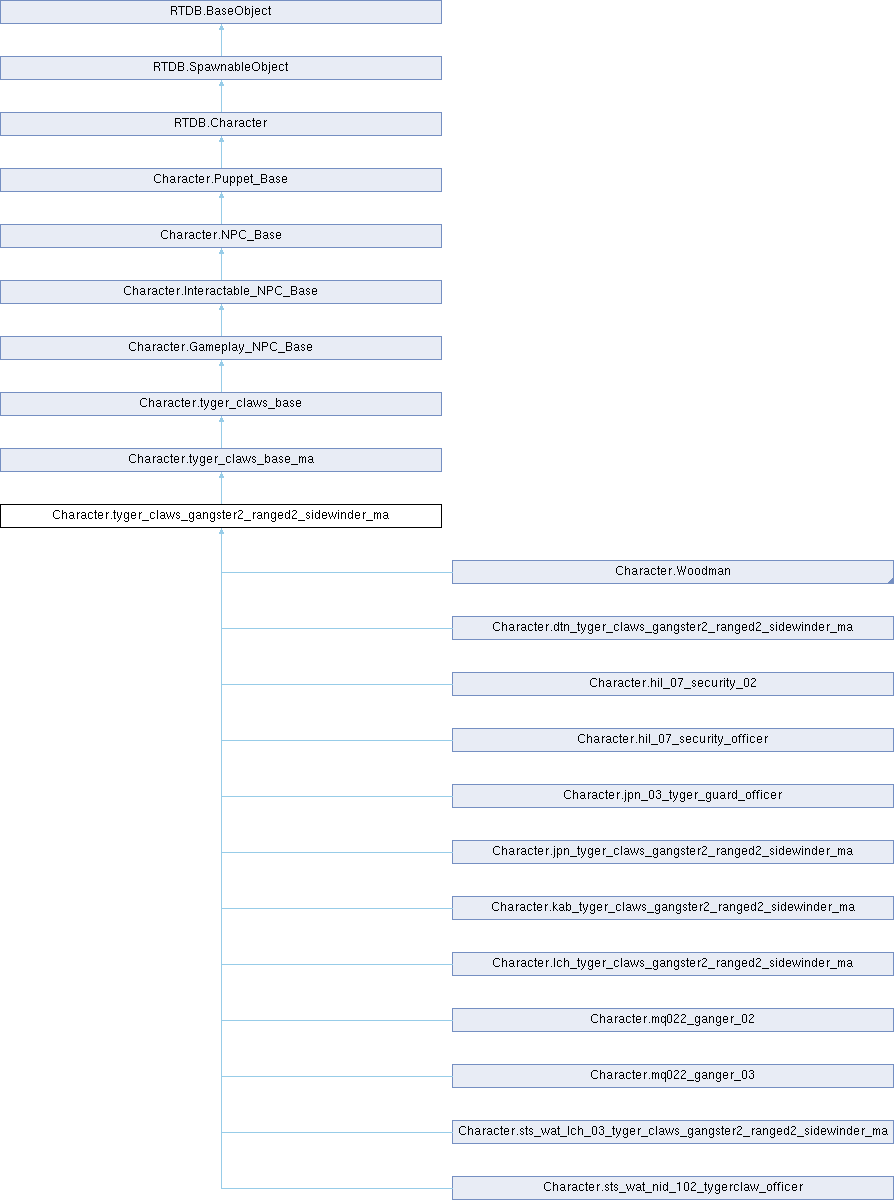 RTDB.BaseObject
RTDB.SpawnableObject
RTDB.Character
Character.Puppet_Base
Character.NPC_Base
Character.Interactable_NPC_Base
Character.Gameplay_NPC_Base
Character.tyger_claws_base
Character.tyger_claws_base_ma
Character.tyger_claws_gangster2_ranged2_sidewinder_ma
Character.Woodman
Character.dtn_tyger_claws_gangster2_ranged2_sidewinder_ma
Character.hil_07_security_02
Character.hil_07_security_officer
Character.jpn_03_tyger_guard_officer
Character.jpn_tyger_claws_gangster2_ranged2_sidewinder_ma
Character.kab_tyger_claws_gangster2_ranged2_sidewinder_ma
Character.lch_tyger_claws_gangster2_ranged2_sidewinder_ma
Character.mq022_ganger_02
Character.mq022_ganger_03
Character.sts_wat_lch_03_tyger_claws_gangster2_ranged2_sidewinder_ma
Character.sts_wat_nid_102_tygerclaw_officer